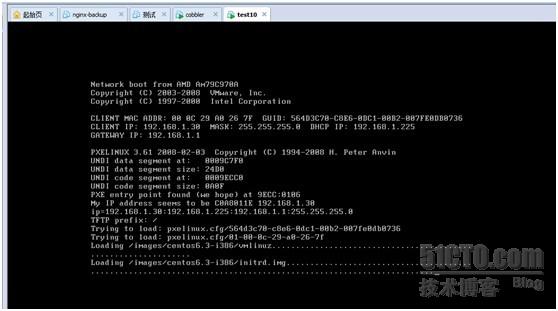 起始页 nginx-backup 测试 cobbler test10
Network boot from AMD Am79C970A
Copyright (C) 2003-2008 VMware, Inc.
Copyright (C) 1997-2000 Intel Corporation
CLIENT MAC ADDR: 00 0C 29 A0 26 7F GUID: 564D3C70-C8E6-0DC1-00B2-007FE0DB0736
CLIENT IP: 192.168.1.30 MASK: 255.255.255.0 DHCP IP: 192.168.1.225
GATEWAY IP: 192.168.1.1
PXELINUX 3.61 2008-02-03 Copyright (C) 1994-2008 H. Peter Anvin
UNDI data segment at: 0009C7F0
UNDI data segment size: 24D0
UNDI code segment at: 0009ECC0
UNDI code segment size: 0A0F
PXE entry point found (we hope) at 9ECC:0106
My IP address seems to be C0A8011E 192.168.1.30
ip=192.168.1.30:192.168.1.225:192.168.1.1:255.255.255.0
TFTP prefix: /
Trying to load: pxelinux.cfg/564d3c70-c8e6-0dc1-00b2-007fe0db0736
Trying to load: pxelinux.cfg/01-00-0c-29-a0-26-7f
Loading /images/centos6.3-i386/vmlinuz......................................
Loading /images/centos6.3-i386/initrd.img...................................
51CTO.com
技术博客 Blog